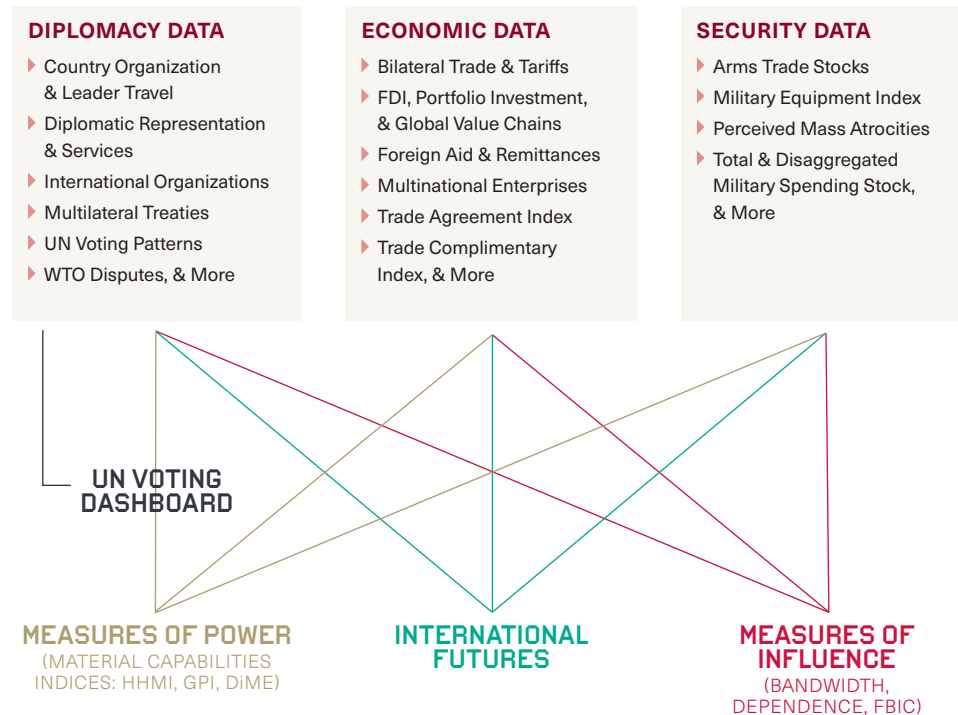 DIPLOMACY DATA
Country Organization
& Leader Travel
Diplomatic Representation
& Services
International Organizations
Multilateral Treaties
UN Voting Patterns
WTO Disputes, & More
ECONOMIC DATA
Bilateral Trade & Tariffs
FDI, Portfolio Investment,
& Global Value Chains
Foreign Aid & Remittances
Multinational Enterprises
Trade Agreement Index
Trade Complimentary
Index, & More
SECURITY DATA
Arms Trade Stocks
Military Equipment Index
Perceived Mass Atrocities
Total & Disaggregated
Military Spending Stock,
& More
UN VOTING
DASHBOARD
MEASURES OF POWER
(MATERIAL CAPABILITIES
INDICES: HHMI, GPI, DiME)
INTERNATIONAL
FUTURES
MEASURES OF
INFLUENCE
(BANDWIDTH,
DEPENDENCE, FBIC)